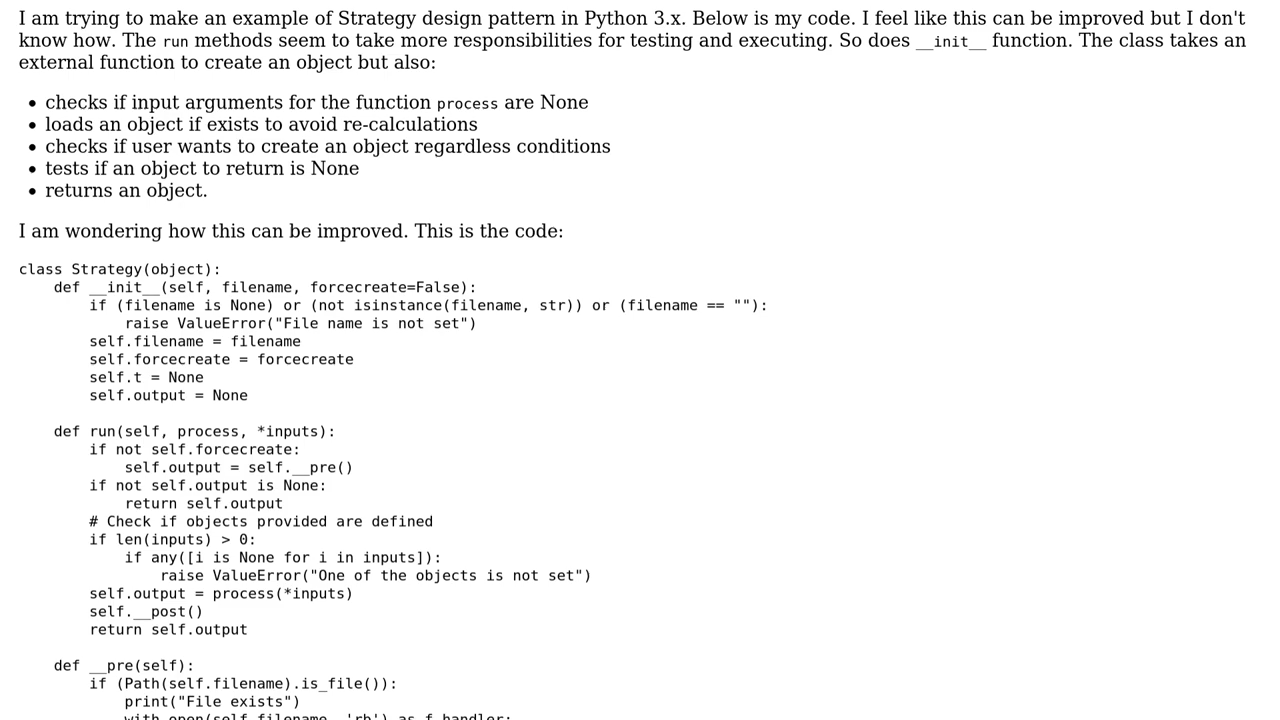 I am trying to make an example of Strategy design pattern in Python 3.x. Below is my code. I feel like this can be improved but I don't
know how. The run methods seem to take more responsibilities for testing and executing. So does __init__ function. The class takes an
external function to create an object but also:
• checks if input arguments for the function process are None
• loads an object if exists to avoid re-calculations
• checks if user wants to create an object regardless conditions
• tests if an object to return is None
• returns an object.
I am wondering how this can be improved. This is the code:
class Strategy(object):
    def __init__(self, filename, forcecreate=False):
        if (filename is None) or (not isinstance(filename, str)) or (filename == ""):
            raise ValueError("File name is not set")
        self.filename = filename
        self.forcecreate = forcecreate
        self.t = None
        self.output = None
    def run(self, process, *inputs):
        if not self.forcecreate:
            self.output = self.__pre()
        if not self.output is None:
            return self.output
        # Check if objects provided are defined
        if len(inputs) > 0:
            if any([i is None for i in inputs]):
                raise ValueError("One of the objects is not set")
        self.output = process(*inputs)
        self.__post()
        return self.output
    def __pre(self):
        if (Path(self.filename).is_file()):
            print("File exists")
            with open(self.filename, 'rb') as f_handler: